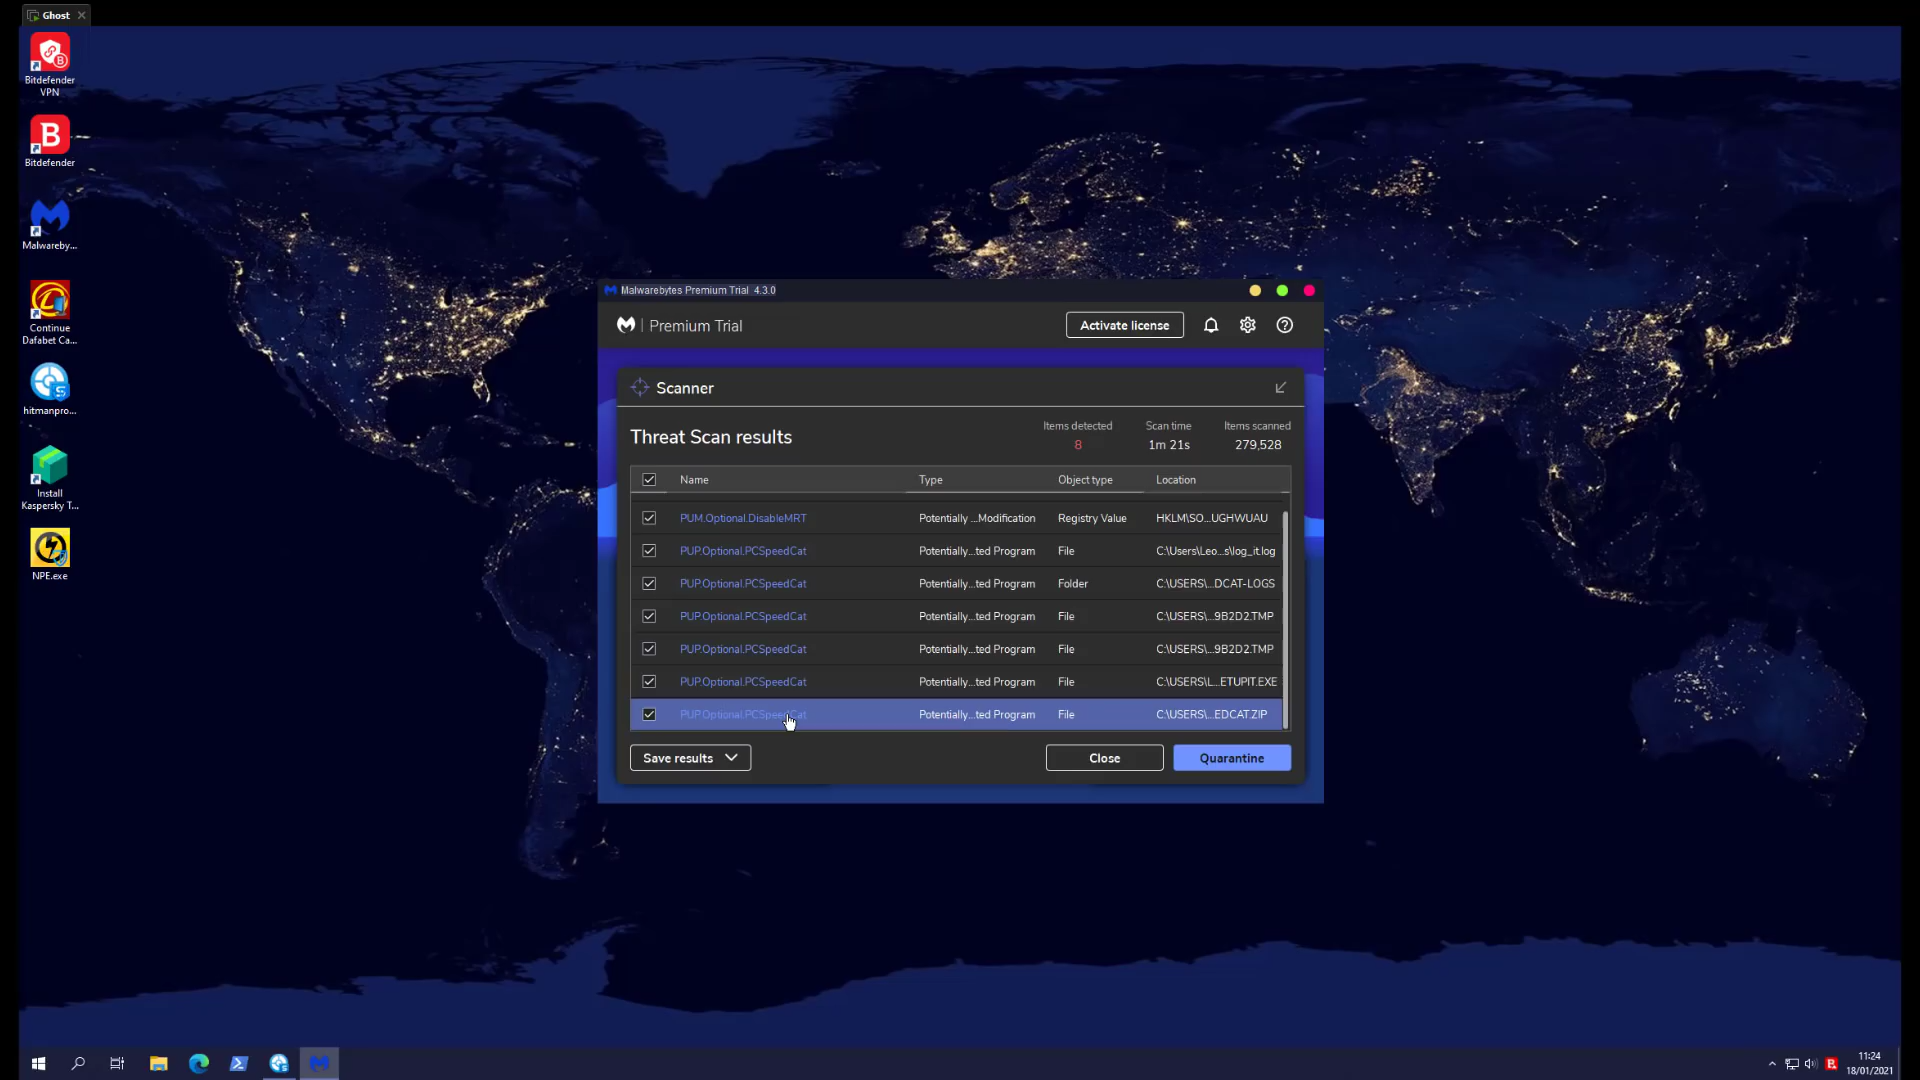 Ghost
Bitdefender
VPN
Bitdefender
Malwareby...
Continue
Dafabet Ca...
hitmanpro...
Install
Kaspersky T...
NPE.exe
Malwarebytes Premium Trial 4.3.0
Premium Trial
Activate license
Scanner
Threat Scan results
Items detected
8
Scan time
1m 21s
Items scanned
279,528
Name Type Object type Location
PUM.Optional.DisableMRT Potentially ...Modification Registry Value HKLM\SO...UGHWUAU
PUP.Optional.PCSpeedCat Potentially...ted Program File C:\Users\Leo...s\log_it.log
PUP.Optional.PCSpeedCat Potentially...ted Program Folder C:\USERS\...DCAT-LOGS
PUP.Optional.PCSpeedCat Potentially...ted Program File C:\USERS\...9B2D2.TMP
PUP.Optional.PCSpeedCat Potentially...ted Program File C:\USERS\...9B2D2.TMP
PUP.Optional.PCSpeedCat Potentially...ted Program File C:\USERS\L...ETUPIT.EXE
PUP.Optional.PCSpeedCat Potentially...ted Program File C:\USERS\...EDCAT.ZIP
Save results
Close
Quarantine
11:24
18/01/2021